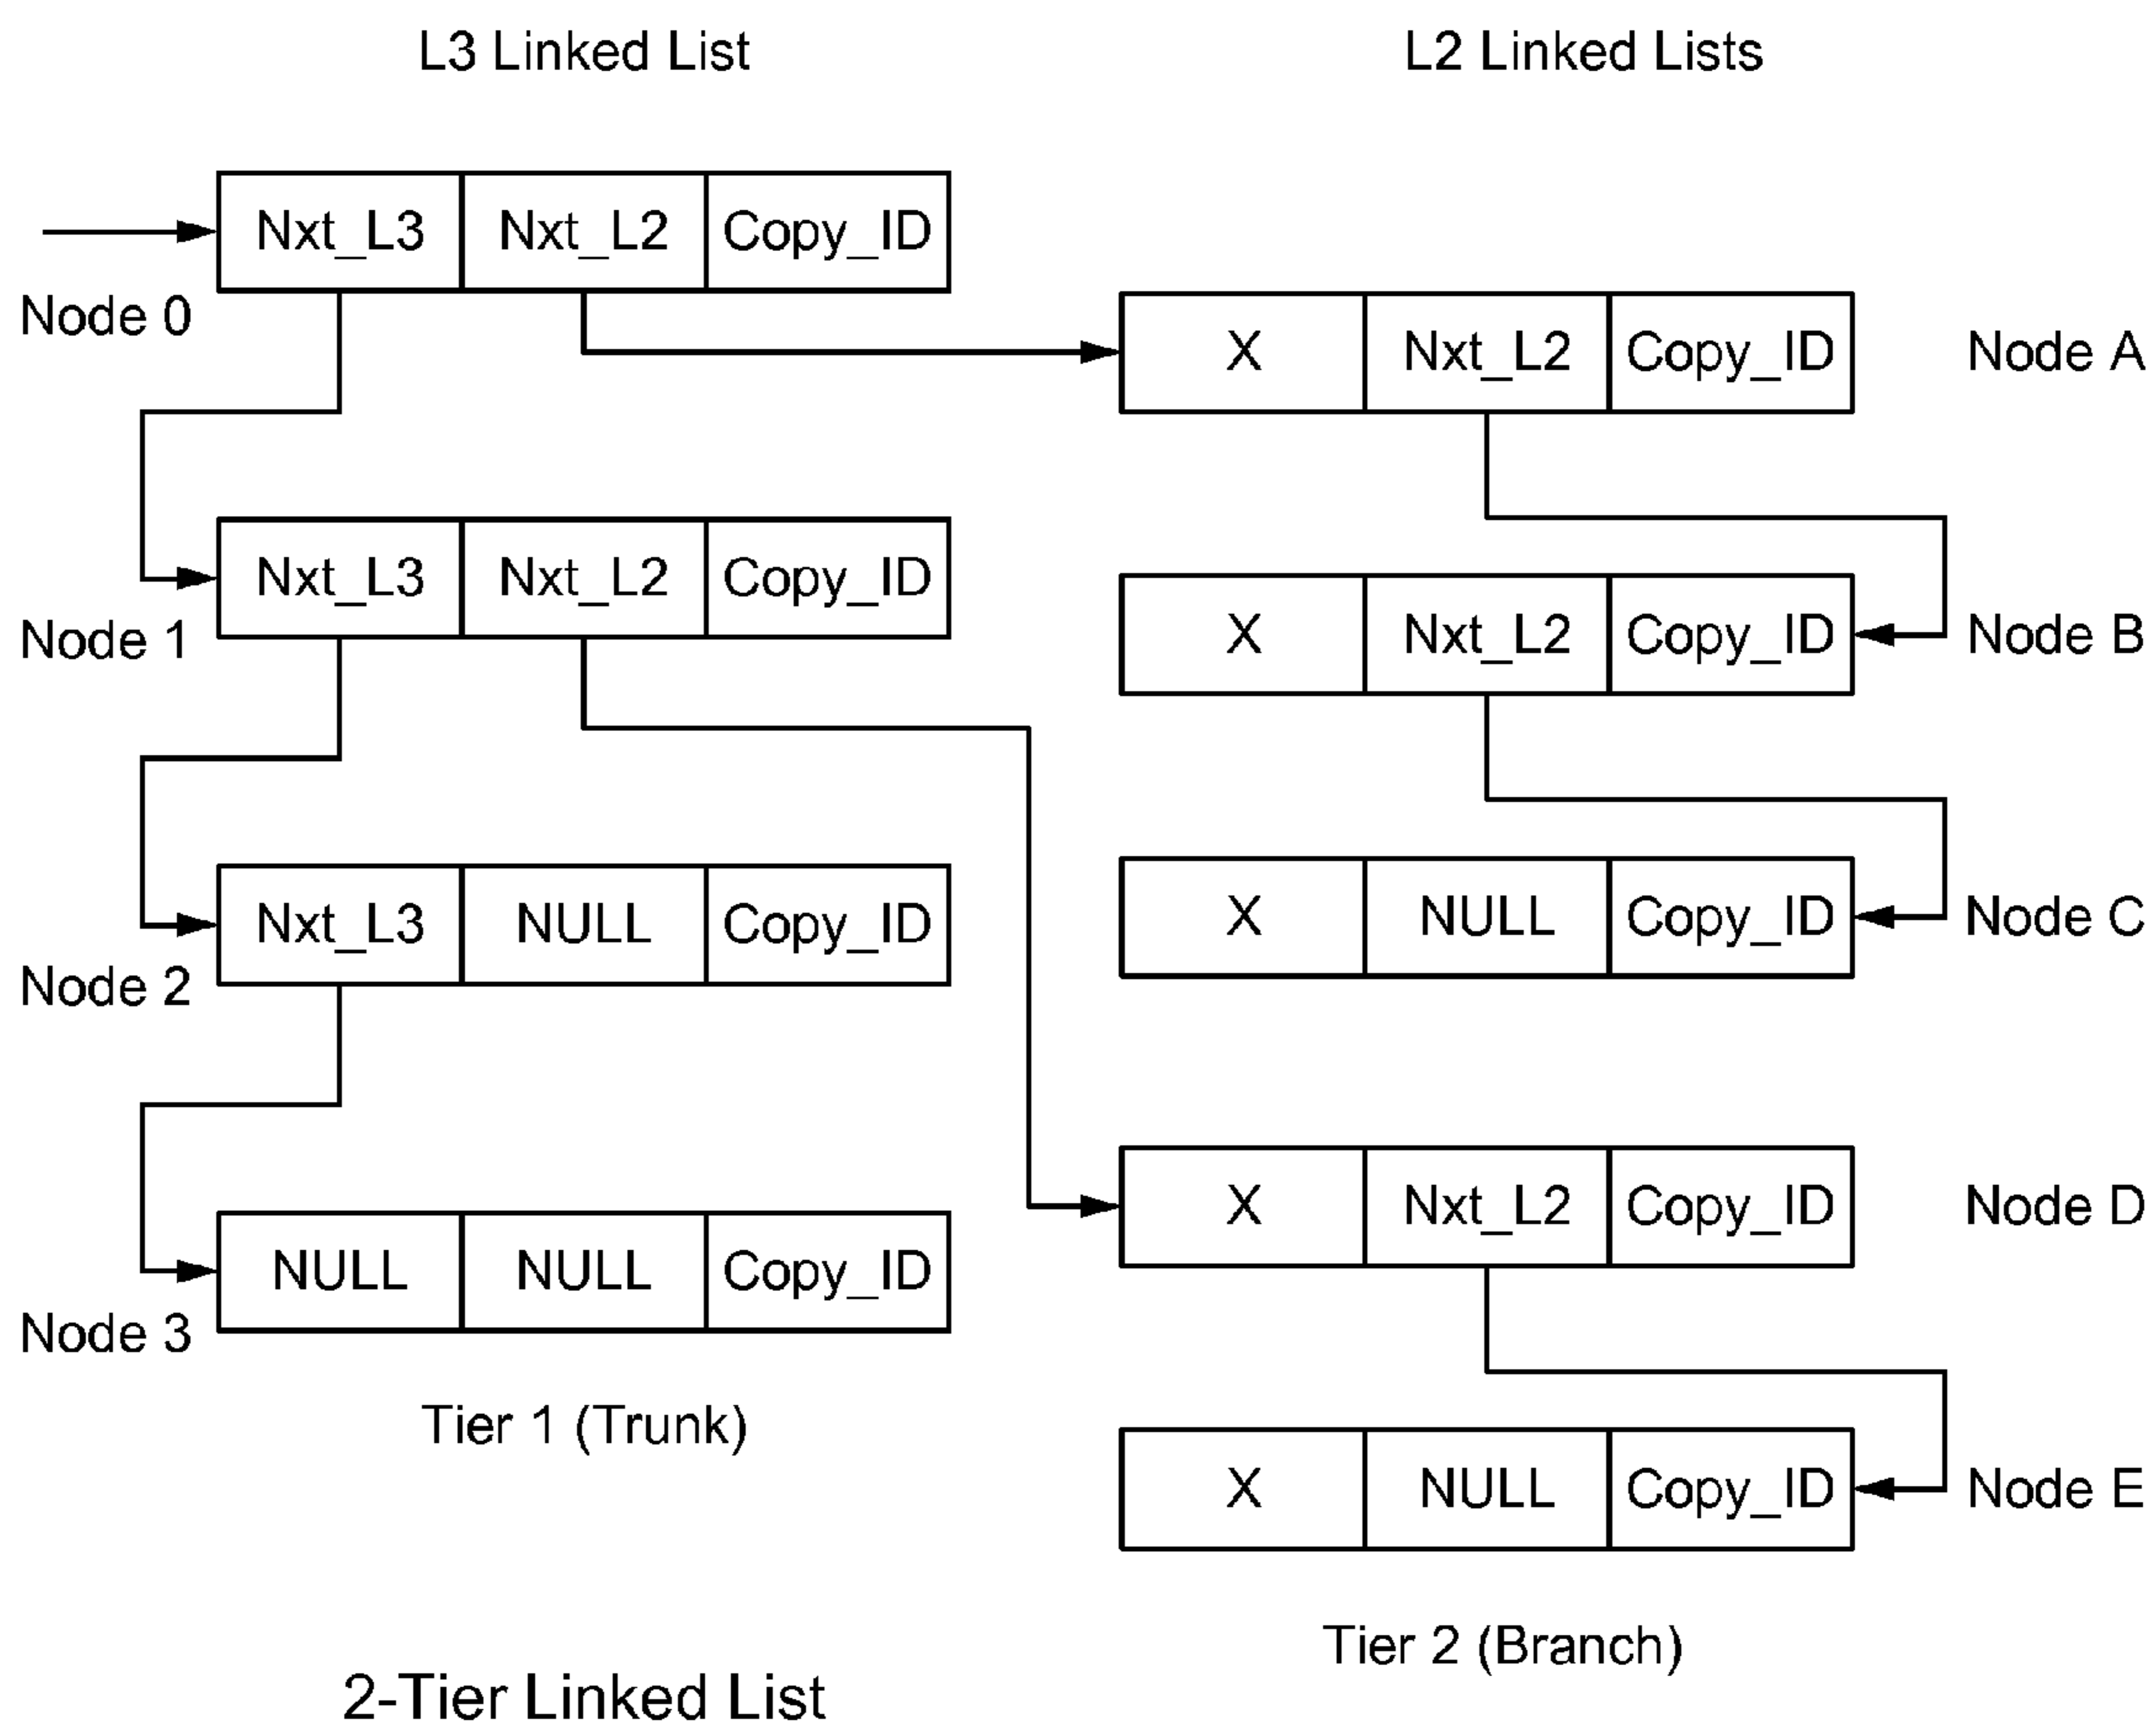 L3 Linked List
L2 Linked Lists
Nxt_L3 Nxt_L2 Copy_ID
Node 0
X Nxt_L2 Copy_ID Node A
Nxt_L3 Nxt_L2 Copy_ID
Node 1
X Nxt_L2 Copy_ID Node B
Nxt_L3 NULL Copy_ID
Node 2
X NULL Copy_ID Node C
X Nxt_L2 Copy_ID Node D
NULL NULL Copy_ID
Node 3
Tier 1 (Trunk)
X NULL Copy_ID Node E
Tier 2 (Branch)
2-Tier Linked List